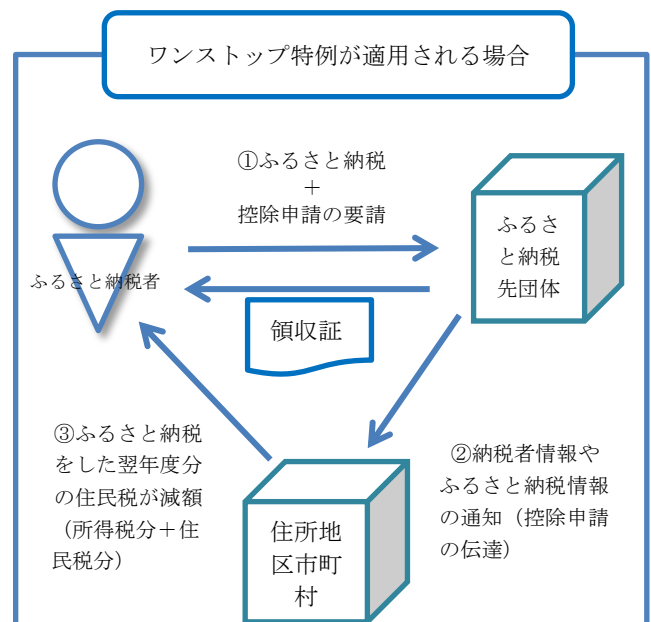 ワンストップ特例が適用される場合
①ふるさと納税
＋
控除申請の要請
ふるさ
と納税
先団体
ふるさと納税者
領収証
③ふるさと納税
をした翌年度分
の住民税が減額
（所得税分＋住
民税分）
②納税者情報や
ふるさと納税情報
の通知（控除申請
の伝達）
住所地
区市町
村